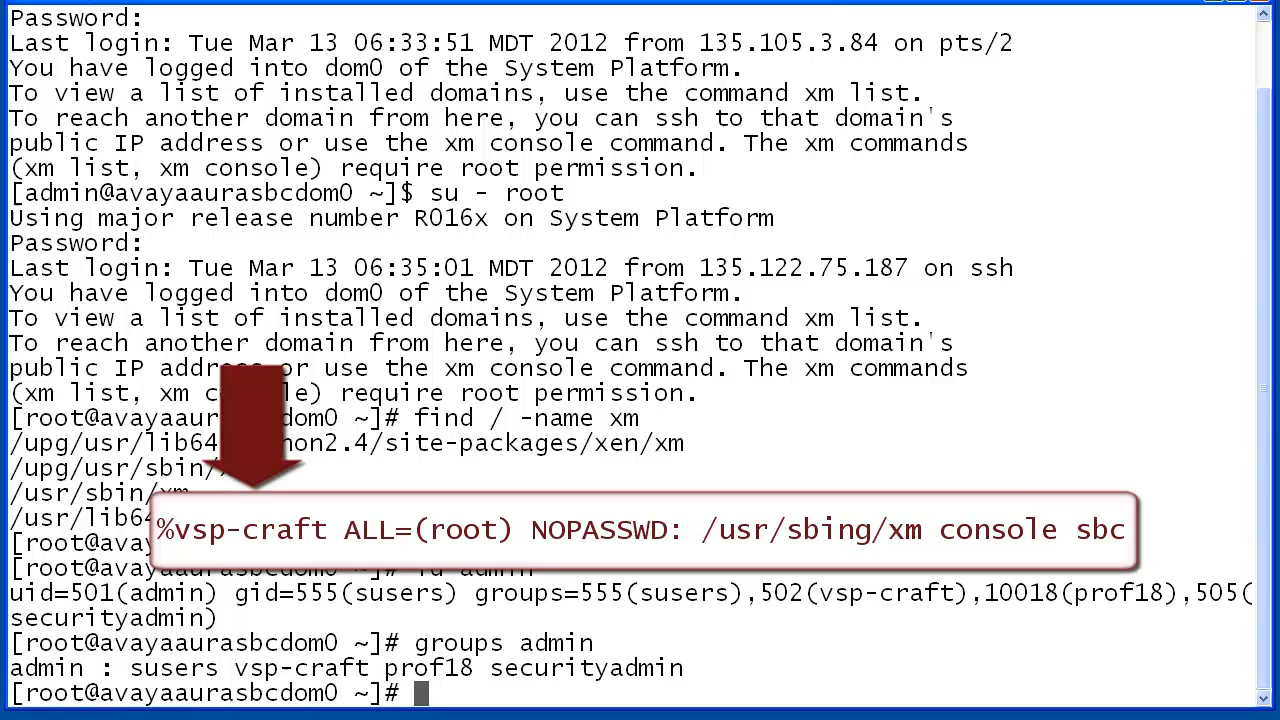 Password:
Last login: Tue Mar 13 06:33:51 MDT 2012 from 135.105.3.84 on pts/2
You have logged into dom0 of the System Platform.
To view a list of installed domains, use the command xm list.
To reach another domain from here, you can ssh to that domain's
public IP address or use the xm console command. The xm commands
(xm list, xm console) require root permission.
[admin@avayaaurasbcdom0 ~]$ su - root
Using major release number R016x on System Platform
Password:
Last login: Tue Mar 13 06:35:01 MDT 2012 from 135.122.75.187 on ssh
You have logged into dom0 of the System Platform.
To view a list of installed domains, use the command xm list.
To reach another domain from here, you can ssh to that domain's
public IP address or use the xm console command. The xm commands
(xm list, xm console) require root permission.
[root@avayaaurasbcdom0 ~]# find / -name xm
/upg/usr/lib64 hon2.4/site-packages/xen/xm
/upg/usr/sbin/
/usr/sbin/xm
/usr/lib64
%vsp-craft ALL=(root) NOPASSWD: /usr/sbing/xm console sbc
[root@avay
[root@avayaaurasbcdom0 ~]# id admin
uid=501(admin) gid=555(susers) groups=555(susers),502(vsp-craft),10018(prof18),505(
securityadmin)
[root@avayaaurasbcdom0 ~]# groups admin
admin : susers vsp-craft prof18 securityadmin
[root@avayaaurasbcdom0 ~]#